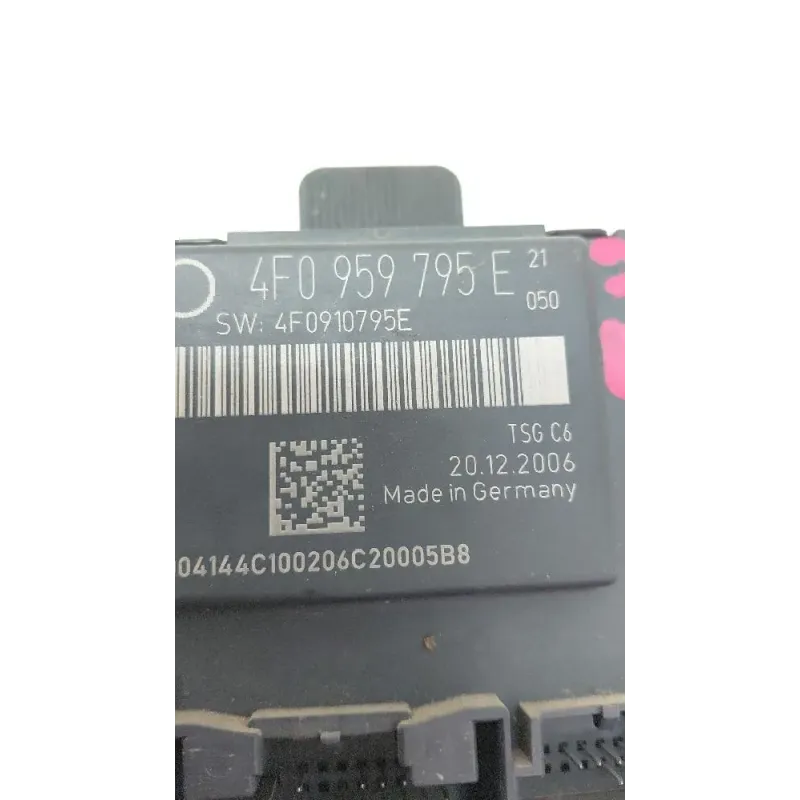 4F0 959 795 E 21
050
SW: 4F0910795E
TSG C6
20.12.2006
Made in Germany
04144C100206C20005B8